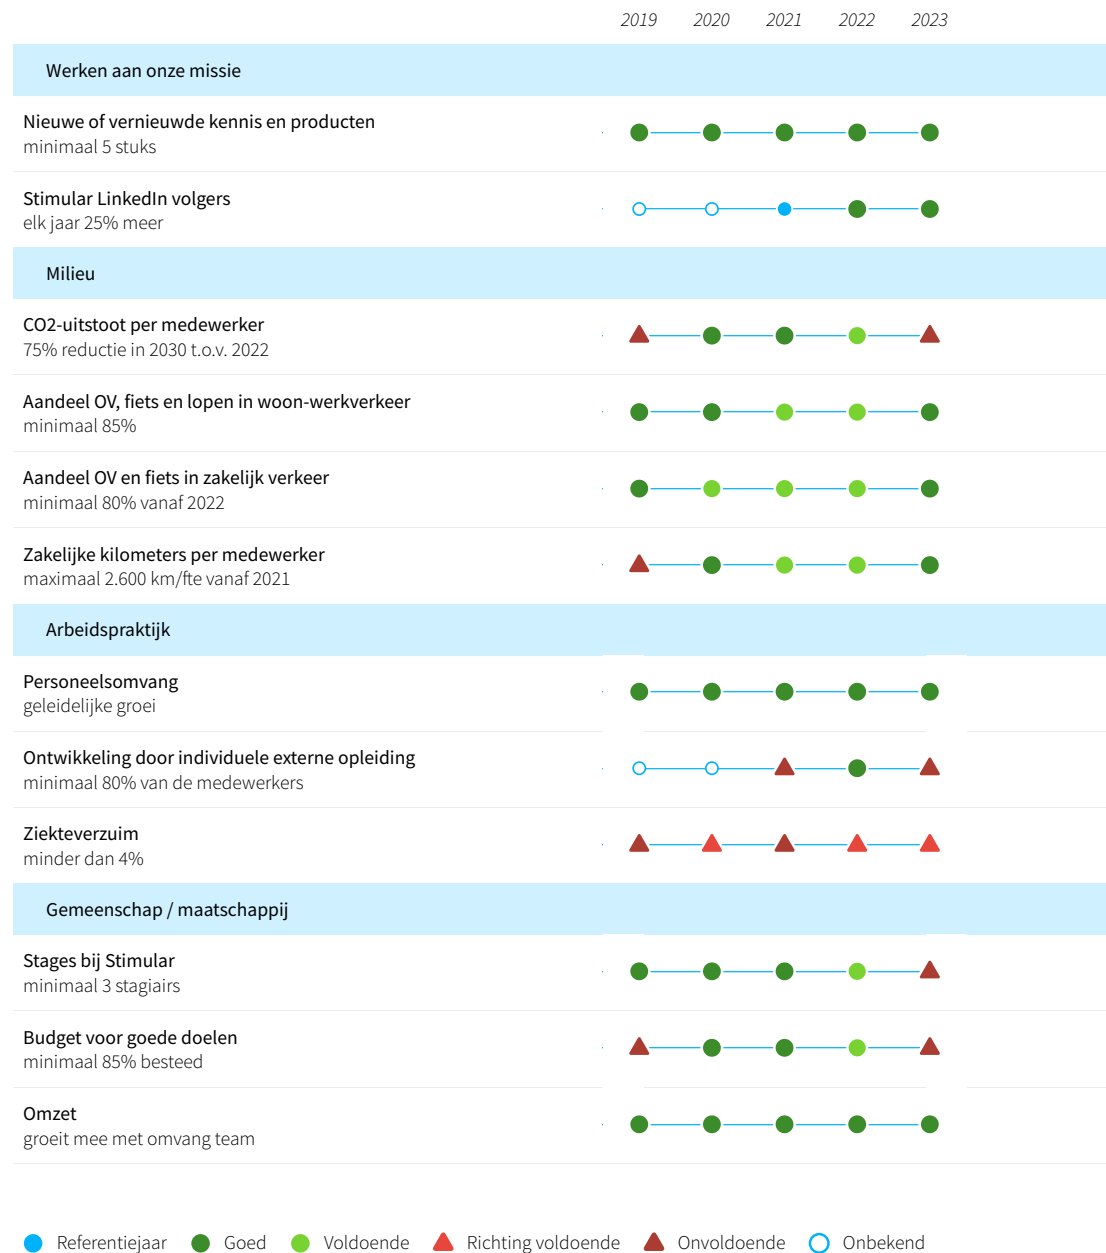 2019 2020 2021 2022 2023
Werken aan onze missie
Nieuwe of vernieuwde kennis en producten
minimaal 5 stuks
Stimular LinkedIn volgers
elk jaar 25% meer
Milieu
CO2-uitstoot per medewerker
75% reductie in 2030 t.o.v. 2022
Aandeel OV, fiets en lopen in woon-werkverkeer
minimaal 85%
Aandeel OV en fiets in zakelijk verkeer
minimaal 80% vanaf 2022
Zakelijke kilometers per medewerker
maximaal 2.600 km/fte vanaf 2021
Arbeidspraktijk
Personeelsomvang
geleidelijke groei
Ontwikkeling door individuele externe opleiding
minimaal 80% van de medewerkers
Ziekteverzuim
minder dan 4%
Gemeenschap / maatschappij
Stages bij Stimular
minimaal 3 stagiairs
Budget voor goede doelen
minimaal 85% besteed
Omzet
groeit mee met omvang team
Referentiejaar Goed Voldoende Richting voldoende Onvoldoende Onbekend